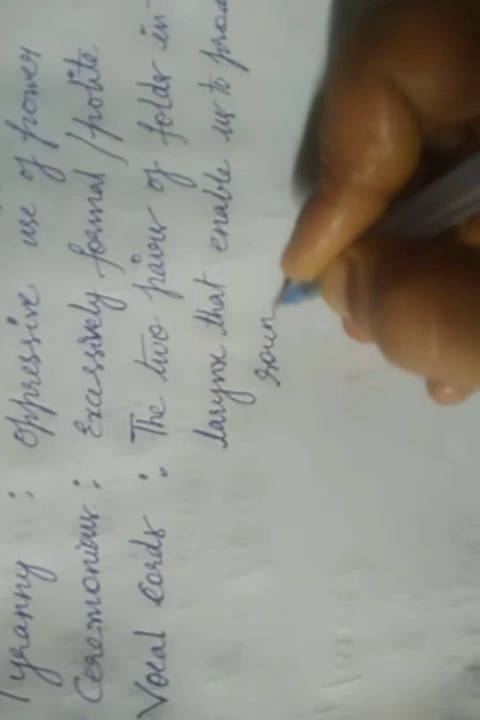 Tyranny : oppressive use of power
Ceremonious : Excessively formal / polite
Vocal Cords : The two pairs of folds in
larynx that enable us to prod
soun